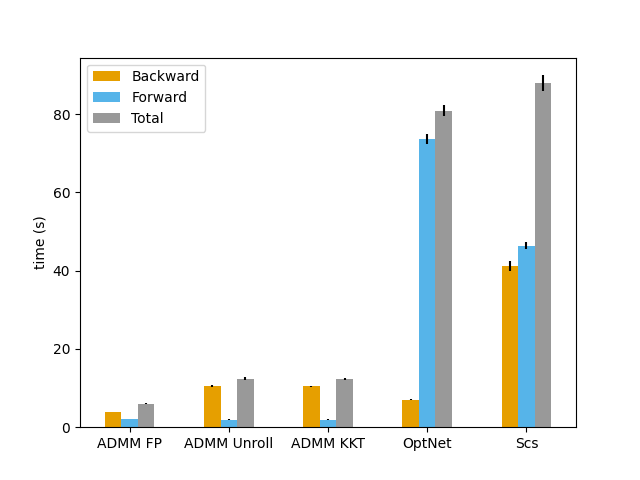 Backward
Forward
Total
time (s)
80
60
40
20
0
ADMM FP
ADMM Unroll
ADMM KKT
OptNet
Scs